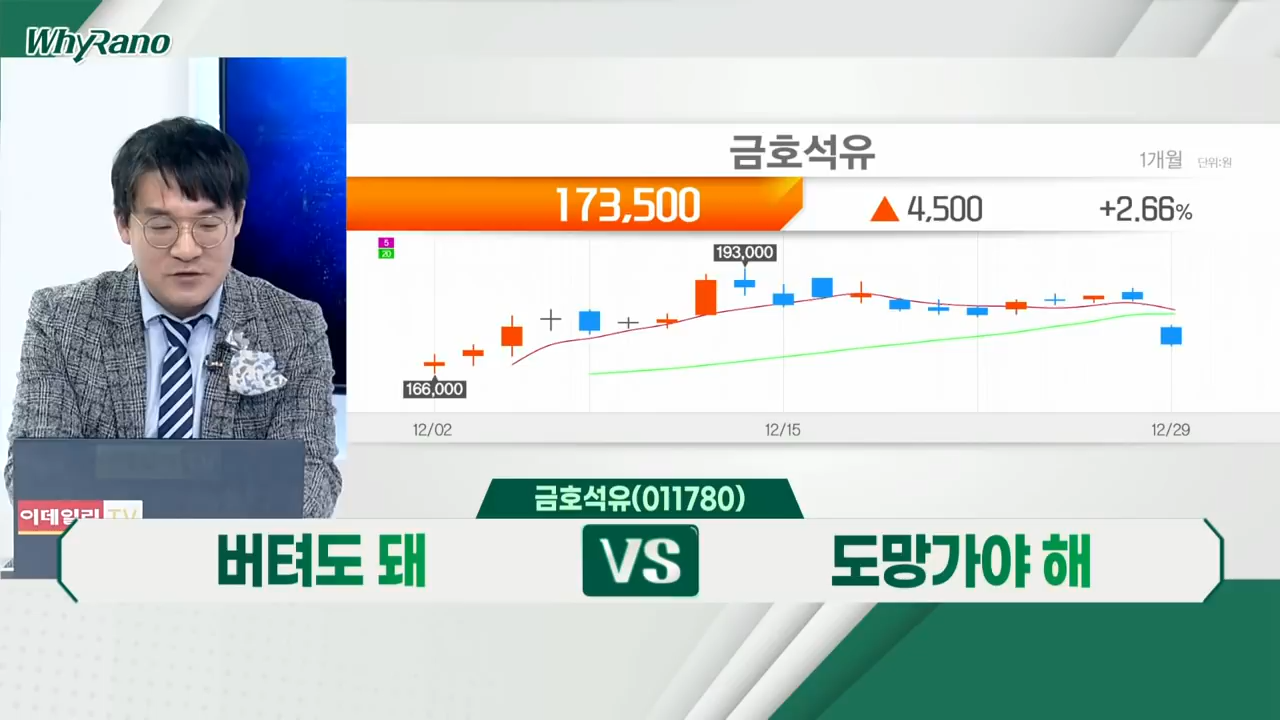 WhyRano
금호석유
1개월 단위:원
173,500 ▲ 4,500 +2.66%
5
20
193,000
166,000
12/02 12/15 12/29
금호석유(011780)
이데일리 TV
버텨도 돼 VS 도망가야 해